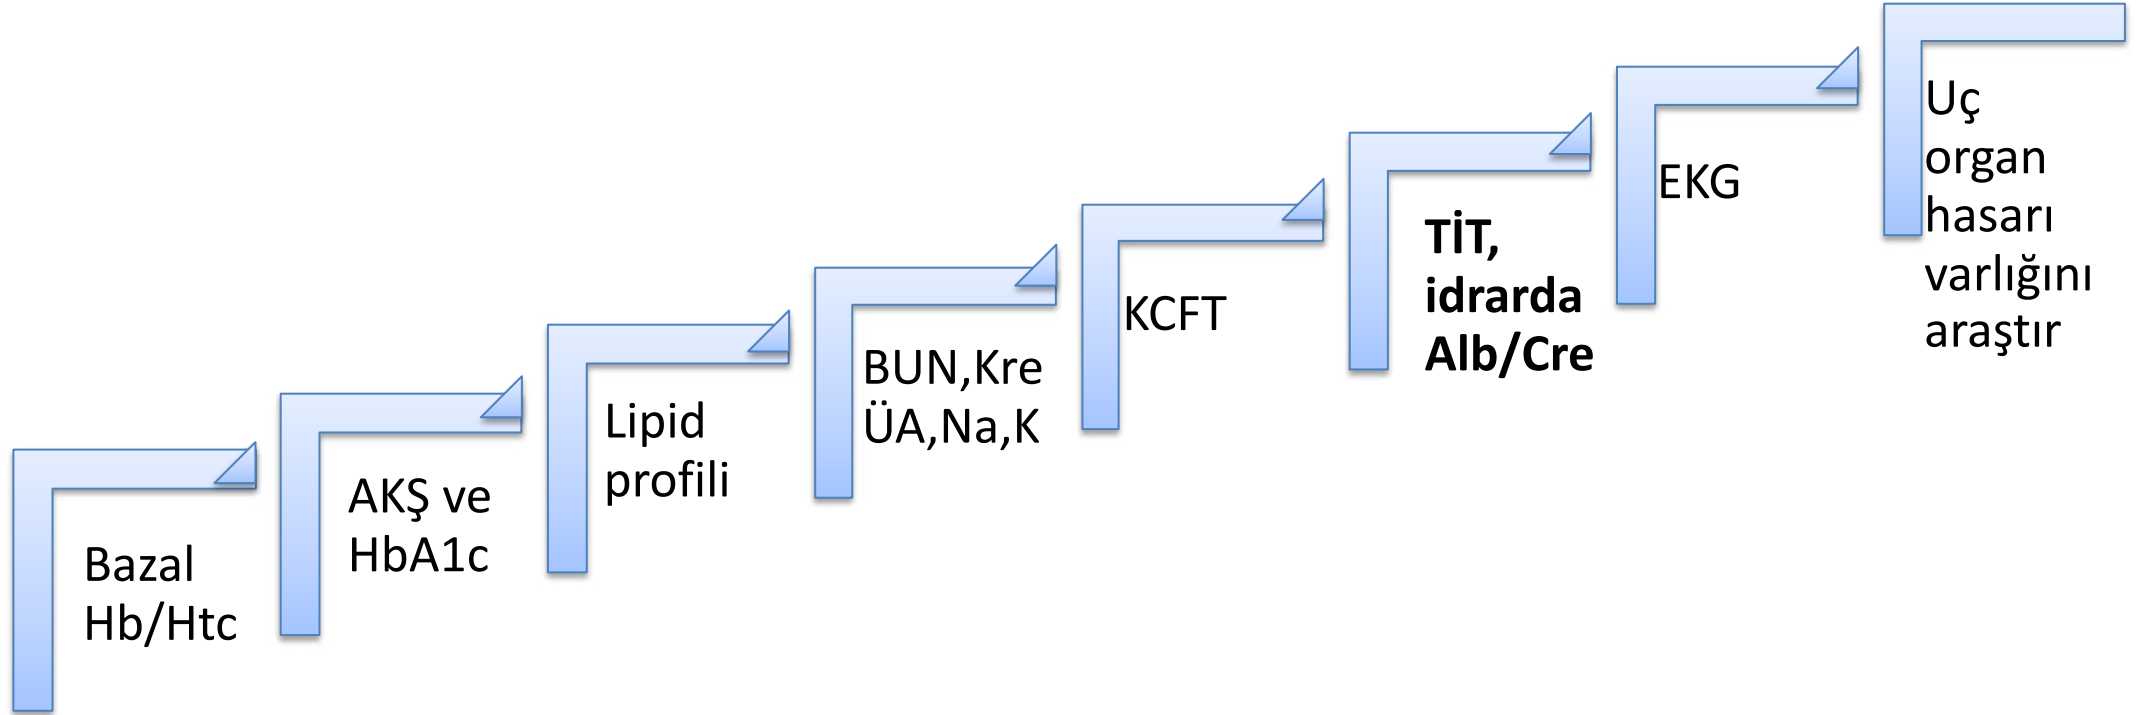 Bazal
Hb/Htc
AKŞ ve
HbA1c
Lipid
profili
BUN,Kre
ÜA,Na,K
KCFT
TİT,
idrarda
Alb/Cre
EKG
Uç
organ
hasarı
varlığını
araştır